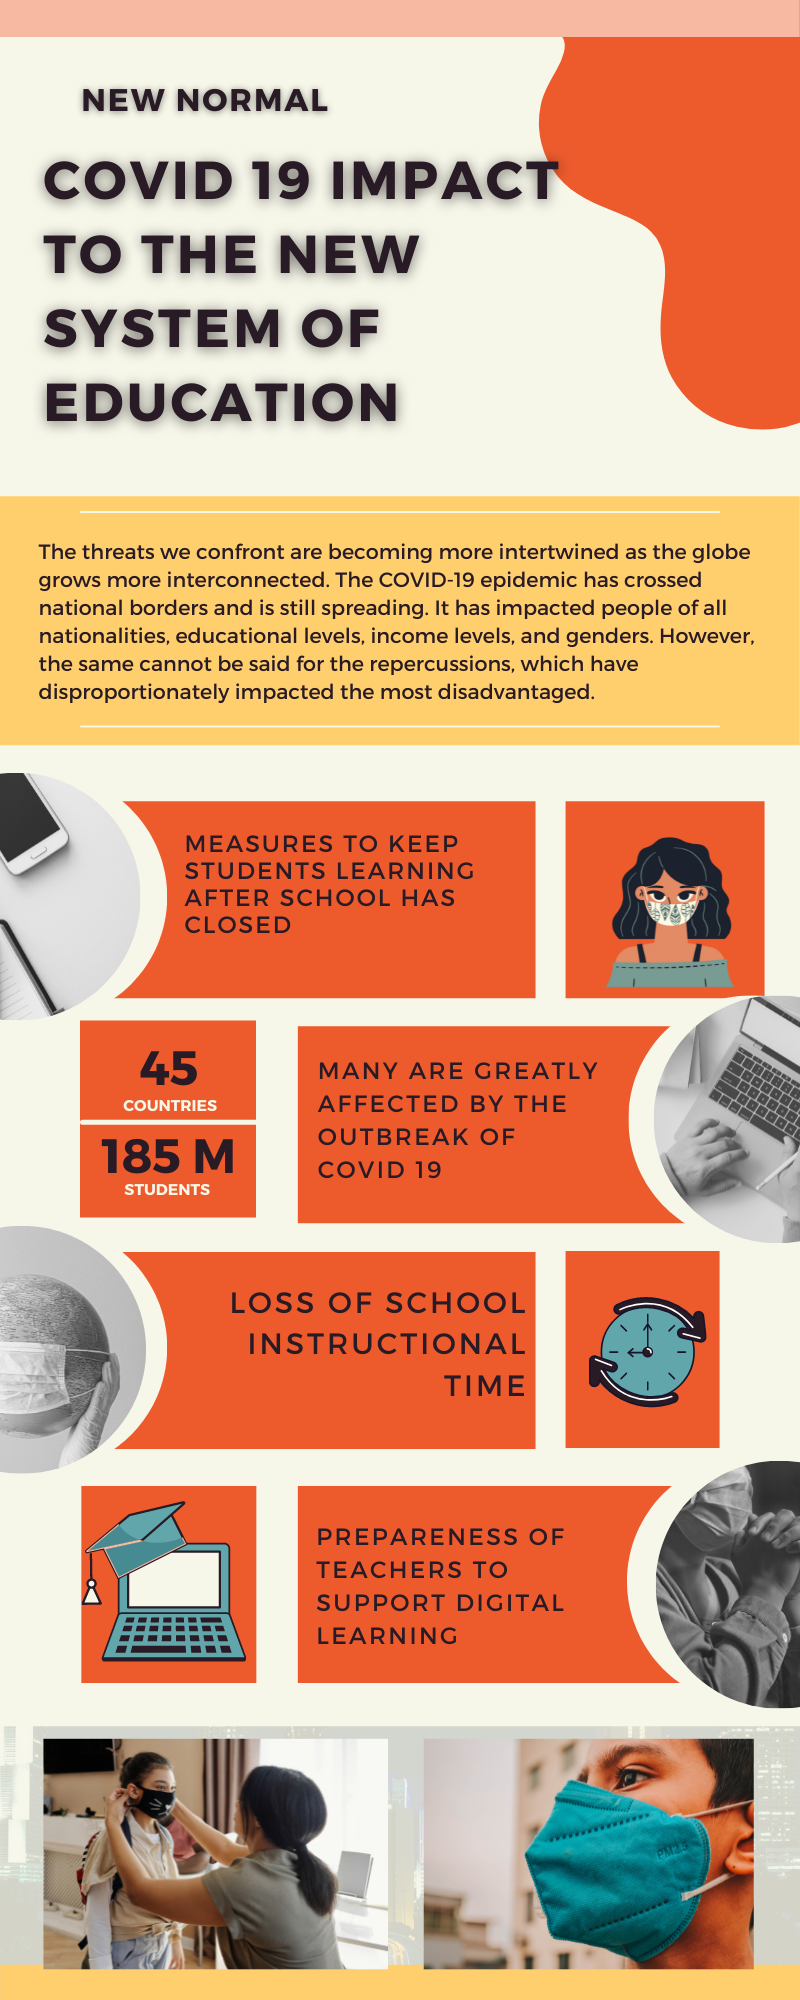 NEW NORMAL
COVID 19 IMPACT
TO THE NEW
SYSTEM OF
EDUCATION
The threats we confront are becoming more intertwined as the globe
grows more interconnected. The COVID-19 epidemic has crossed
national borders and is still spreading. It has impacted people of all
nationalities, educational levels, income levels, and genders. However,
the same cannot be said for the repercussions, which have
disproportionately impacted the most disadvantaged.
MEASURES TO KEEP
STUDENTS LEARNING
AFTER SCHOOL HAS
CLOSED
45
COUNTRIES
185 M
STUDENTS
MANY ARE GREATLY
AFFECTED BY THE
OUTBREAK OF
COVID 19
LOSS OF SCHOOL
INSTRUCTIONAL
TIME
PREPARENESS OF
TEACHERS TO
SUPPORT DIGITAL
LEARNING
PM2.5